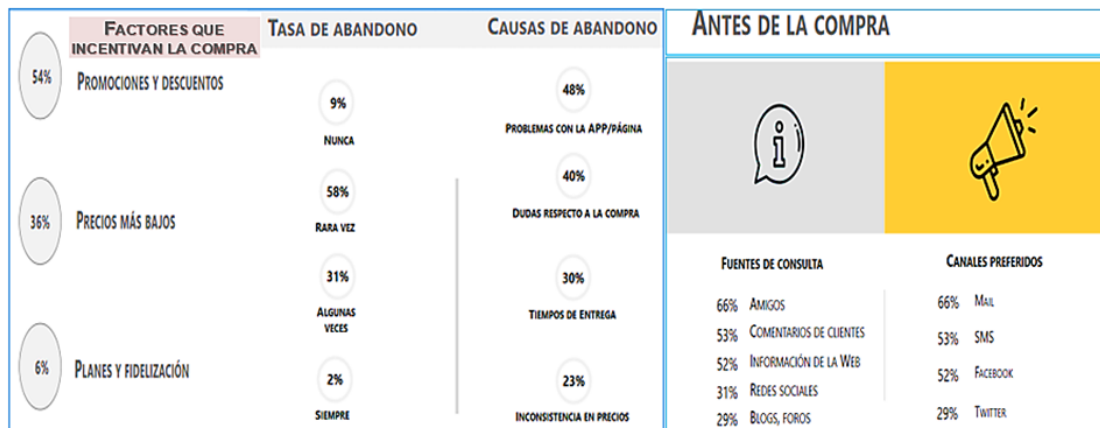 FACTORES QUE
INCENTIVAN LA COMPRA
54%
PROMOCIONES Y DESCUENTOS
36%
PRECIOS MÁS BAJOS
6%
PLANES Y FIDELIZACIÓN
TASA DE ABANDONO
9%
NUNCA
58%
RARA VEZ
31%
ALGUNAS
VECES
2%
SIEMPRE
CAUSAS DE ABANDONO
48%
PROBLEMAS CON LA APP/PÁGINA
40%
DUDAS RESPECTO A LA COMPRA
30%
TIEMPOS DE ENTREGA
23%
INCONSISTENCIA EN PRECIOS
ANTES DE LA COMPRA
FUENTES DE CONSULTA
66% AMIGOS
53% COMENTARIOS DE CLIENTES
52% INFORMACIÓN DE LA WEB
31% REDES SOCIALES
29% BLOGS, FOROS
CANALES PREFERIDOS
66% MAIL
53% SMS
52% FACEBOOK
29% TWITTER